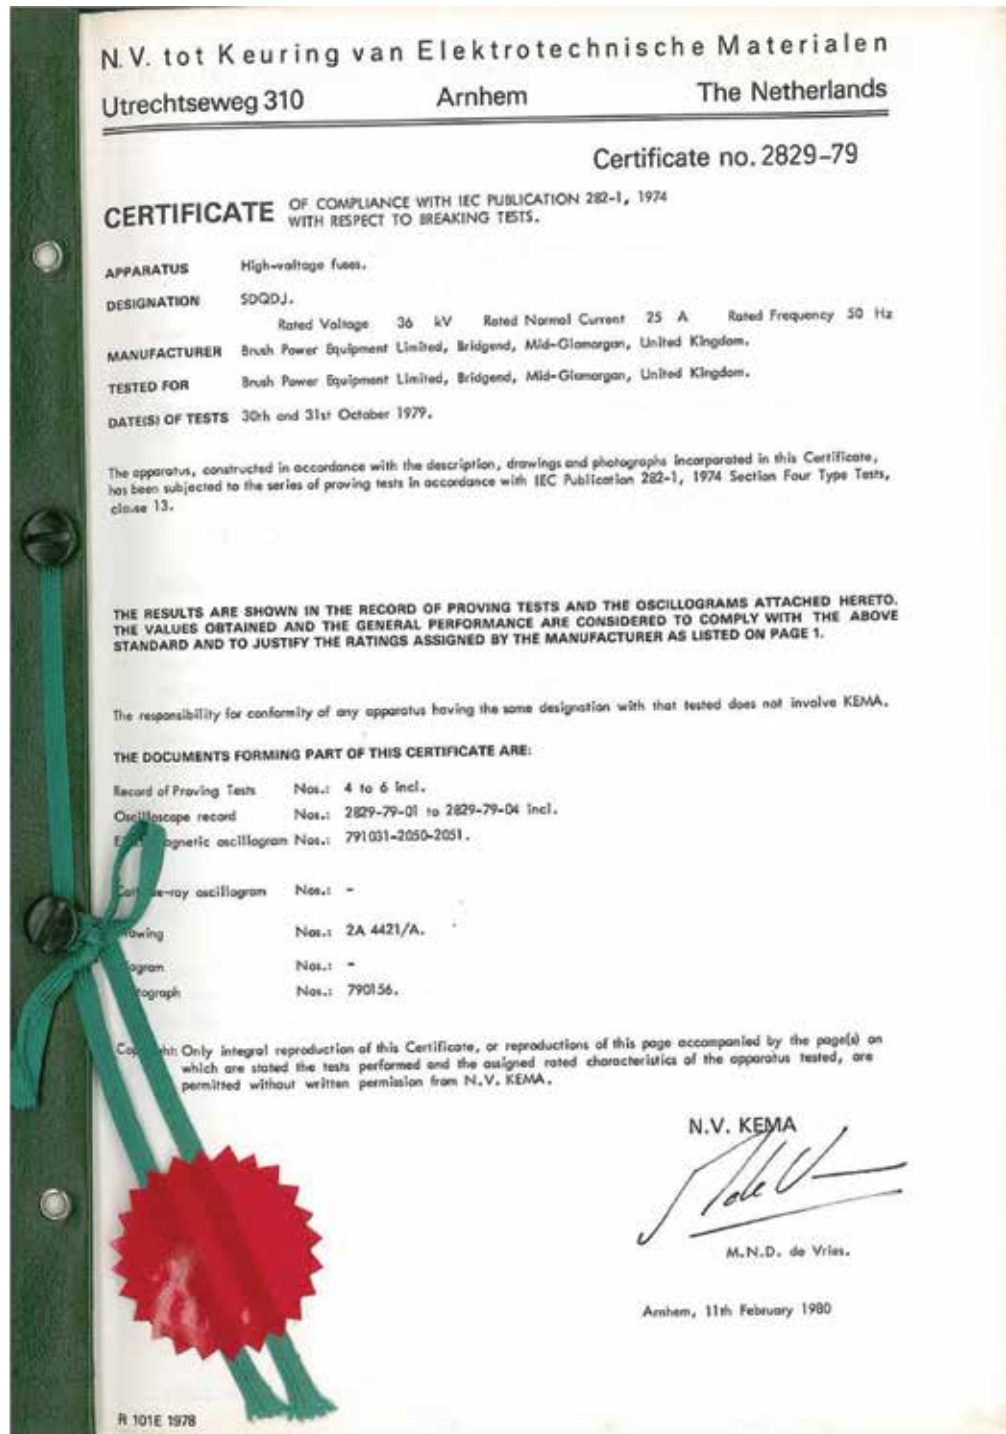 N.V. tot Keuring van Elektrotechnische Materialen
Utrechtseweg 310 Arnhem The Netherlands
Certificate no. 2829-79
CERTIFICATE OF COMPLIANCE WITH IEC PUBLICATION 282-1, 1974
WITH RESPECT TO BREAKING TESTS.
APPARATUS High-voltage fuses.
DESIGNATION SDQDJ.
Rated Voltage 36 kV Rated Normal Current 25 A Rated Frequency 50 Hz
MANUFACTURER Brush Power Equipment Limited, Bridgend, Mid-Glamorgan, United Kingdom.
TESTED FOR Brush Power Equipment Limited, Bridgend, Mid-Glamorgan, United Kingdom.
DATE(S) OF TESTS 30th and 31st October 1979.
The apparatus, constructed in accordance with the description, drawings and photographs incorporated in this Certificate,
has been subjected to the series of proving tests in accordance with IEC Publication 282-1, 1974 Section Four Type Tests,
clause 13.
THE RESULTS ARE SHOWN IN THE RECORD OF PROVING TESTS AND THE OSCILLOGRAMS ATTACHED HERETO.
THE VALUES OBTAINED AND THE GENERAL PERFORMANCE ARE CONSIDERED TO COMPLY WITH THE ABOVE
STANDARD AND TO JUSTIFY THE RATINGS ASSIGNED BY THE MANUFACTURER AS LISTED ON PAGE 1.
The responsibility for conformity of any apparatus having the same designation with that tested does not involve KEMA.
THE DOCUMENTS FORMING PART OF THIS CERTIFICATE ARE:
Record of Proving Tests Nos.: 4 to 6 incl.
Oscilloscope record Nos.: 2829-79-01 to 2829-79-04 incl.
oscillogram Nos.: 791031-2050-2051.
oscillogram Nos.: -
Nos.: 2A 4421/A.
Nos.: -
Nos.: 790156.
Only integral reproduction of this Certificate, or reproductions of this page accompanied by the page(s) on
which are stated the tests performed and the assigned rated characteristics of the apparatus tested, are
permitted without written permission from N.V. KEMA.
N.V. KEMA
M.N.D. de Vries.
Arnhem, 11th February 1980
R 101E 1978